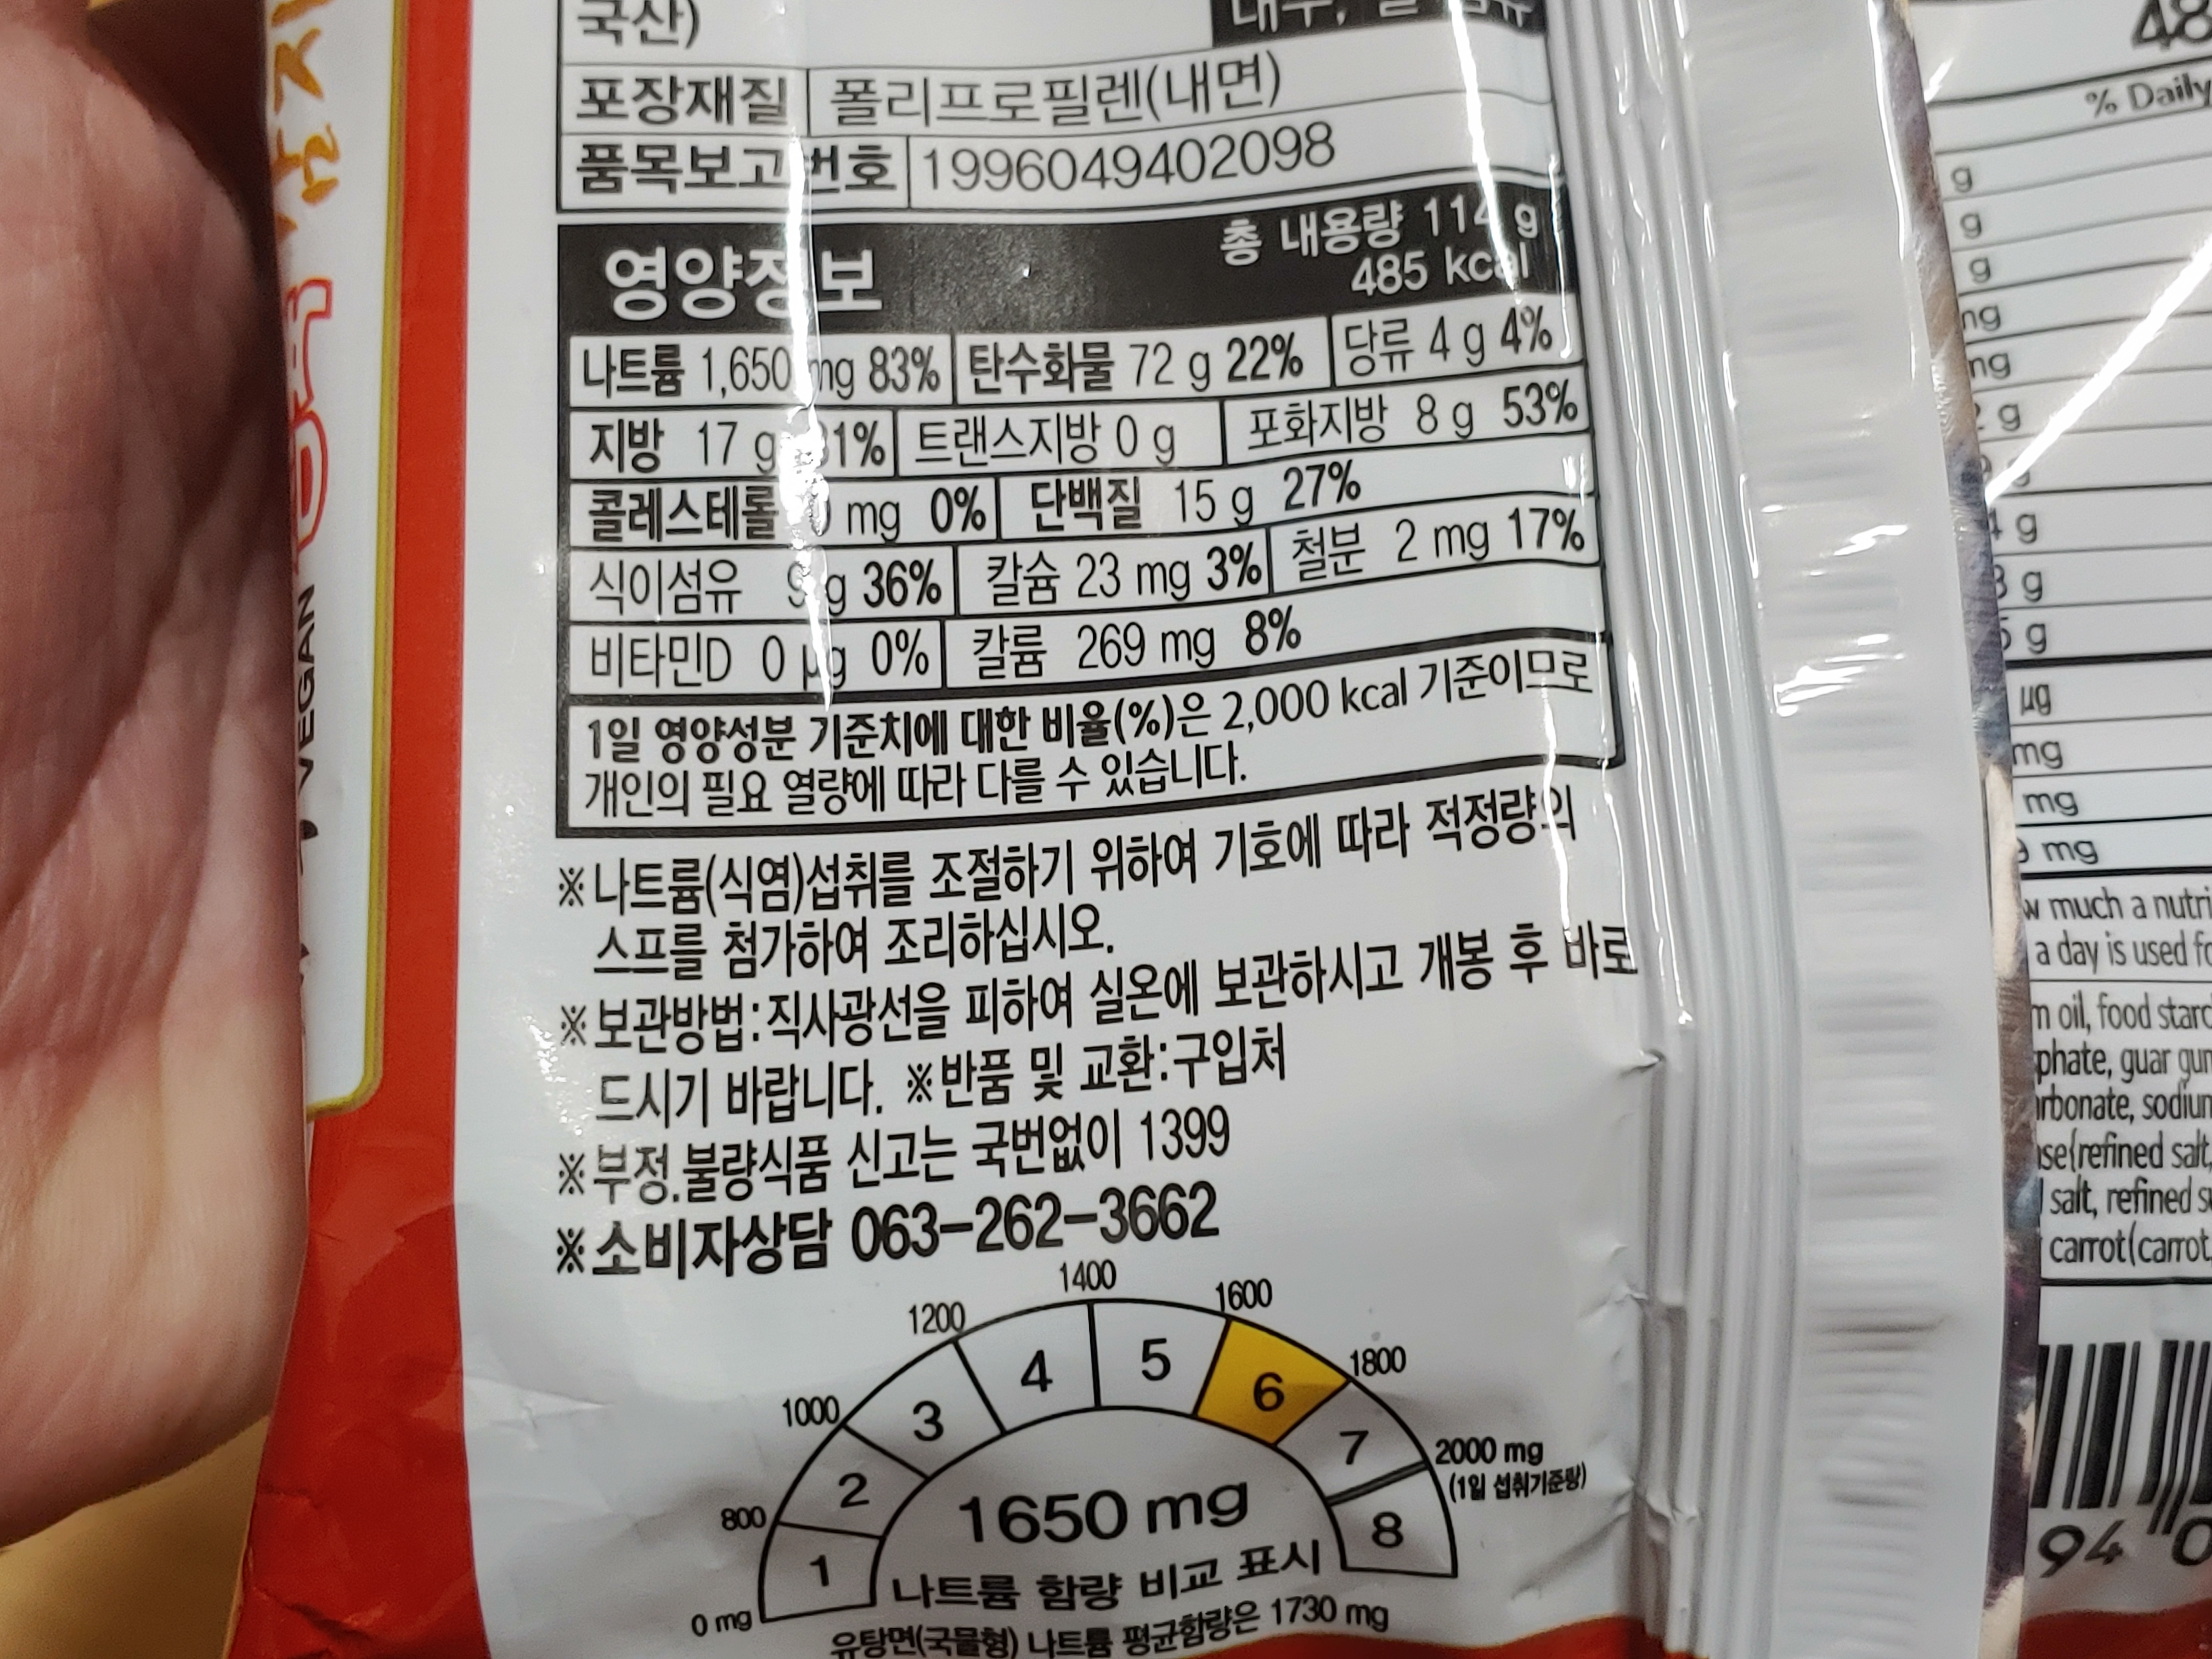 국산)
포장재질 폴리프로필렌(내면)
품목보고번호 1996049402098
영양정보
총 내용량 114 g
485 kcal
나트륨 1,650 mg 83% 탄수화물 72 g 22% 당류 4 g 4%
지방 17 g 31% 트랜스지방 0 g 포화지방 8 g 53%
콜레스테롤 0 mg 0% 단백질 15 g 27%
식이섬유 9 g 36% 칼슘 23 mg 3% 철분 2 mg 17%
비타민D 0 µg 0% 칼륨 269 mg 8%
1일 영양성분 기준치에 대한 비율(%)은 2,000 kcal 기준이므로
개인의 필요 열량에 따라 다를 수 있습니다.
※나트륨(식염)섭취를 조절하기 위하여 기호에 따라 적정량의
스프를 첨가하여 조리하십시오.
※보관방법:직사광선을 피하여 실온에 보관하시고 개봉 후 바로
드시기 바랍니다. ※반품 및 교환:구입처
※부정.불량식품 신고는 국번없이 1399
※소비자상담 063-262-3662
0 mg 800 1000 1200 1400 1600 1800 2000 mg
(1일 섭취기준량)
1 2 3 4 5 6 7 8
1650 mg
나트륨 함량 비교 표시
유탕면(국물형) 나트륨 평균함량은 1730 mg
VEGAN
48
% Daily
g
g
g
mg
mg
g
g
g
g
g
µg
mg
mg
mg
much a nutri
a day is used fo
oil, food starc
phate, guar gum
sodium
(refined salt,
salt, refined
carrot(carrot,
94 0